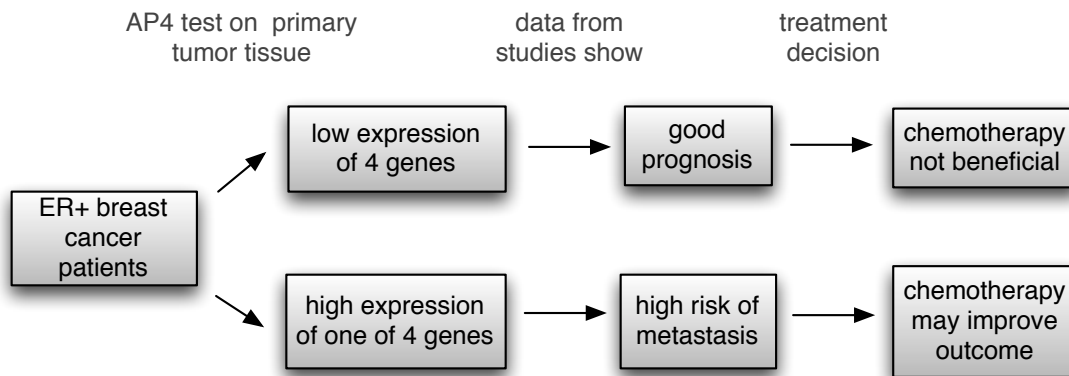 AP4 test on primary
tumor tissue
data from
studies show
treatment
decision
low expression
of 4 genes
good
prognosis
chemotherapy
not beneficial
ER+ breast
cancer
patients
high expression
of one of 4 genes
high risk of
metastasis
chemotherapy
may improve
outcome